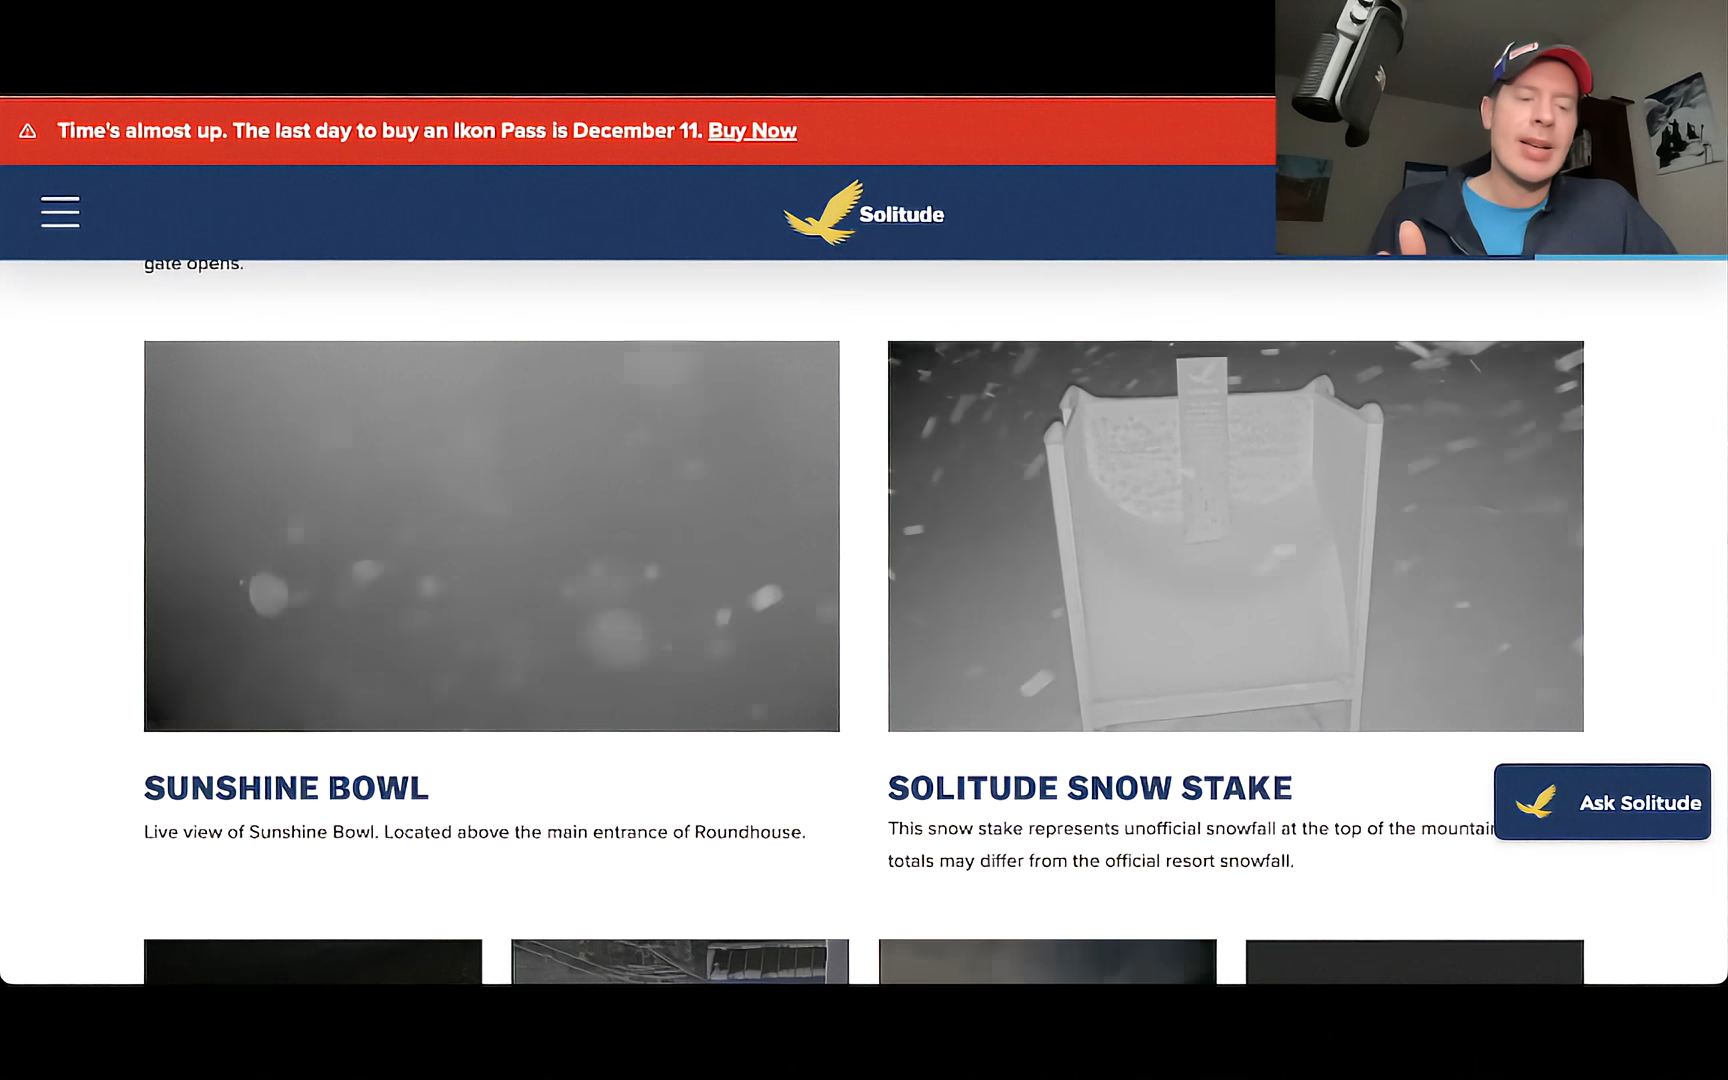 Time's almost up. The last day to buy an Ikon Pass is December 11. Buy Now
Solitude
gate opens.
SUNSHINE BOWL
Live view of Sunshine Bowl. Located above the main entrance of Roundhouse.
SOLITUDE SNOW STAKE
This snow stake represents unofficial snowfall at the top of the mountain
totals may differ from the official resort snowfall.
Ask Solitude